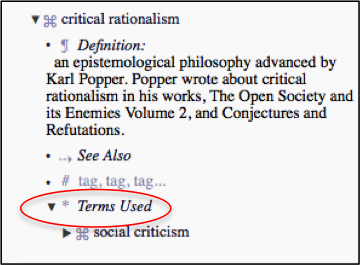 ▼ ⌘ critical rationalism
• ¶ Definition:
an epistemological philosophy advanced by
Karl Popper. Popper wrote about critical
rationalism in his works, The Open Society and
its Enemies Volume 2, and Conjectures and
Refutations.
• ⇢ See Also
• # tag, tag, tag...
▼ * Terms Used
▶ ⌘ social criticism